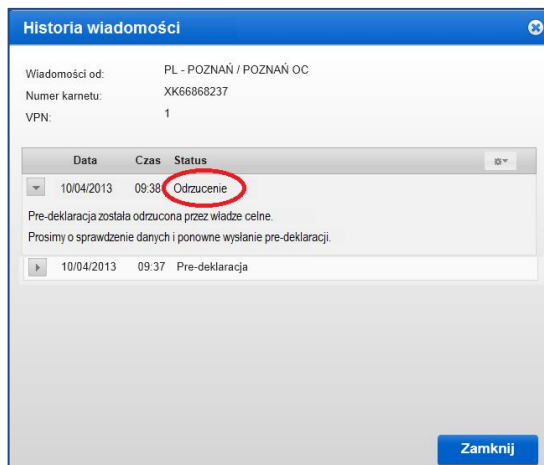 Historia wiadomości
Wiadomości od: PL - POZNAŃ / POZNAŃ OC
Numer karnetu: XK66868237
VPN: 1
Data Czas Status
10/04/2013 09:38 Odrzucenie
Pre-deklaracja została odrzucona przez władze celne.
Prosimy o sprawdzenie danych i ponowne wysłanie pre-deklaracji.
10/04/2013 09:37 Pre-deklaracja
Zamknij